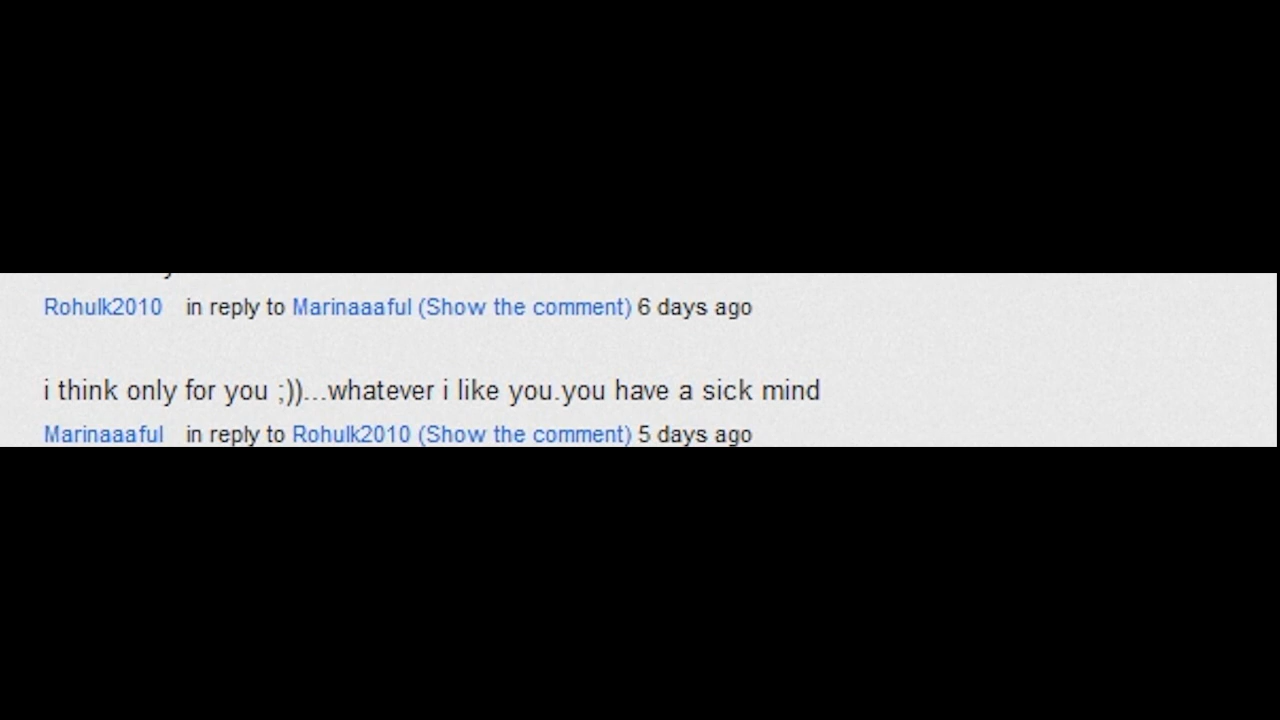 Rohulk2010 in reply to Marinaaaful (Show the comment) 6 days ago
i think only for you ;))...whatever i like you.you have a sick mind
Marinaaaful in reply to Rohulk2010 (Show the comment) 5 days ago